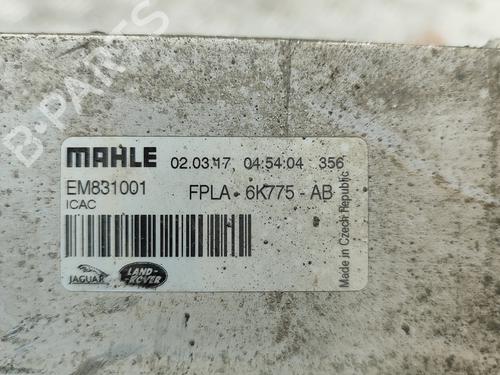 B-PARTS
MAHLE 02.03.17 04:54:04 356
EM831001 FPLA - 6K775 - AB
ICAC
Made in Czech Republic
JAGUAR LAND-ROVER